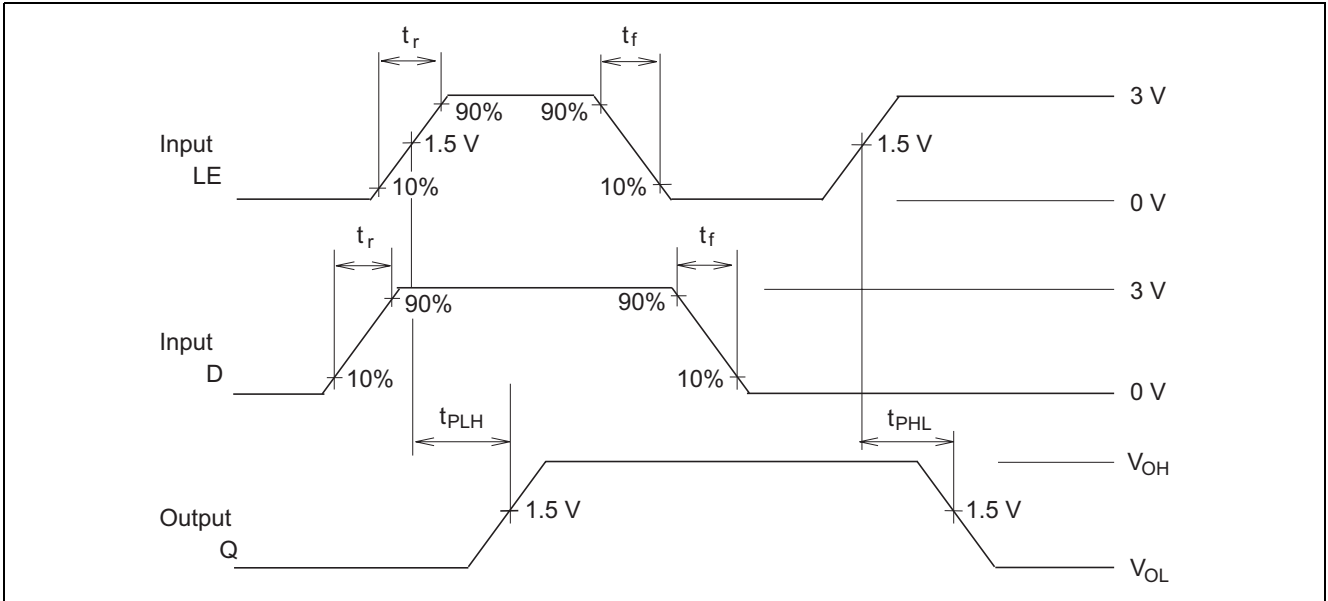 tr
tf
90%
90%
3 V
Input
LE
1.5 V
1.5 V
10%
10%
0 V
tr
tf
90%
90%
3 V
Input
D
10%
10%
0 V
tPLH
tPHL
VOH
Output
Q
1.5 V
1.5 V
VOL